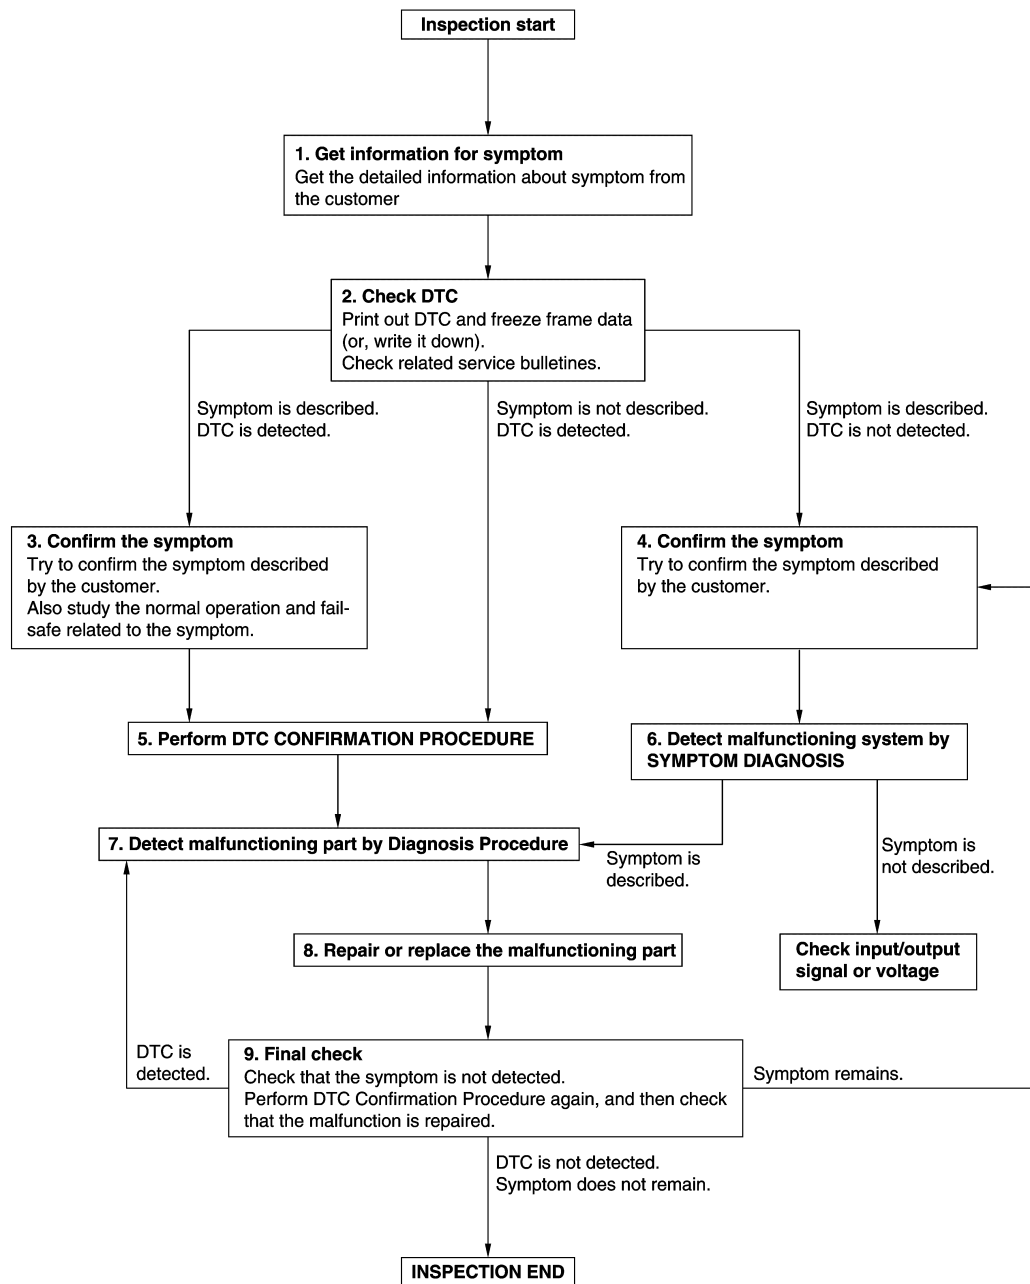 Inspection start
1. Get information for symptom
Get the detailed information about symptom from
the customer
2. Check DTC
Print out DTC and freeze frame data
(or, write it down).
Check related service bulletines.
Symptom is described.
DTC is detected.
Symptom is not described.
DTC is detected.
Symptom is described.
DTC is not detected.
3. Confirm the symptom
Try to confirm the symptom described
by the customer.
Also study the normal operation and fail-
safe related to the symptom.
4. Confirm the symptom
Try to confirm the symptom described
by the customer.
5. Perform DTC CONFIRMATION PROCEDURE
6. Detect malfunctioning system by
SYMPTOM DIAGNOSIS
7. Detect malfunctioning part by Diagnosis Procedure
Symptom is
described.
Symptom is
not described.
8. Repair or replace the malfunctioning part
Check input/output
signal or voltage
DTC is
detected.
9. Final check
Check that the symptom is not detected.
Perform DTC Confirmation Procedure again, and then check
that the malfunction is repaired.
Symptom remains.
DTC is not detected.
Symptom does not remain.
INSPECTION END